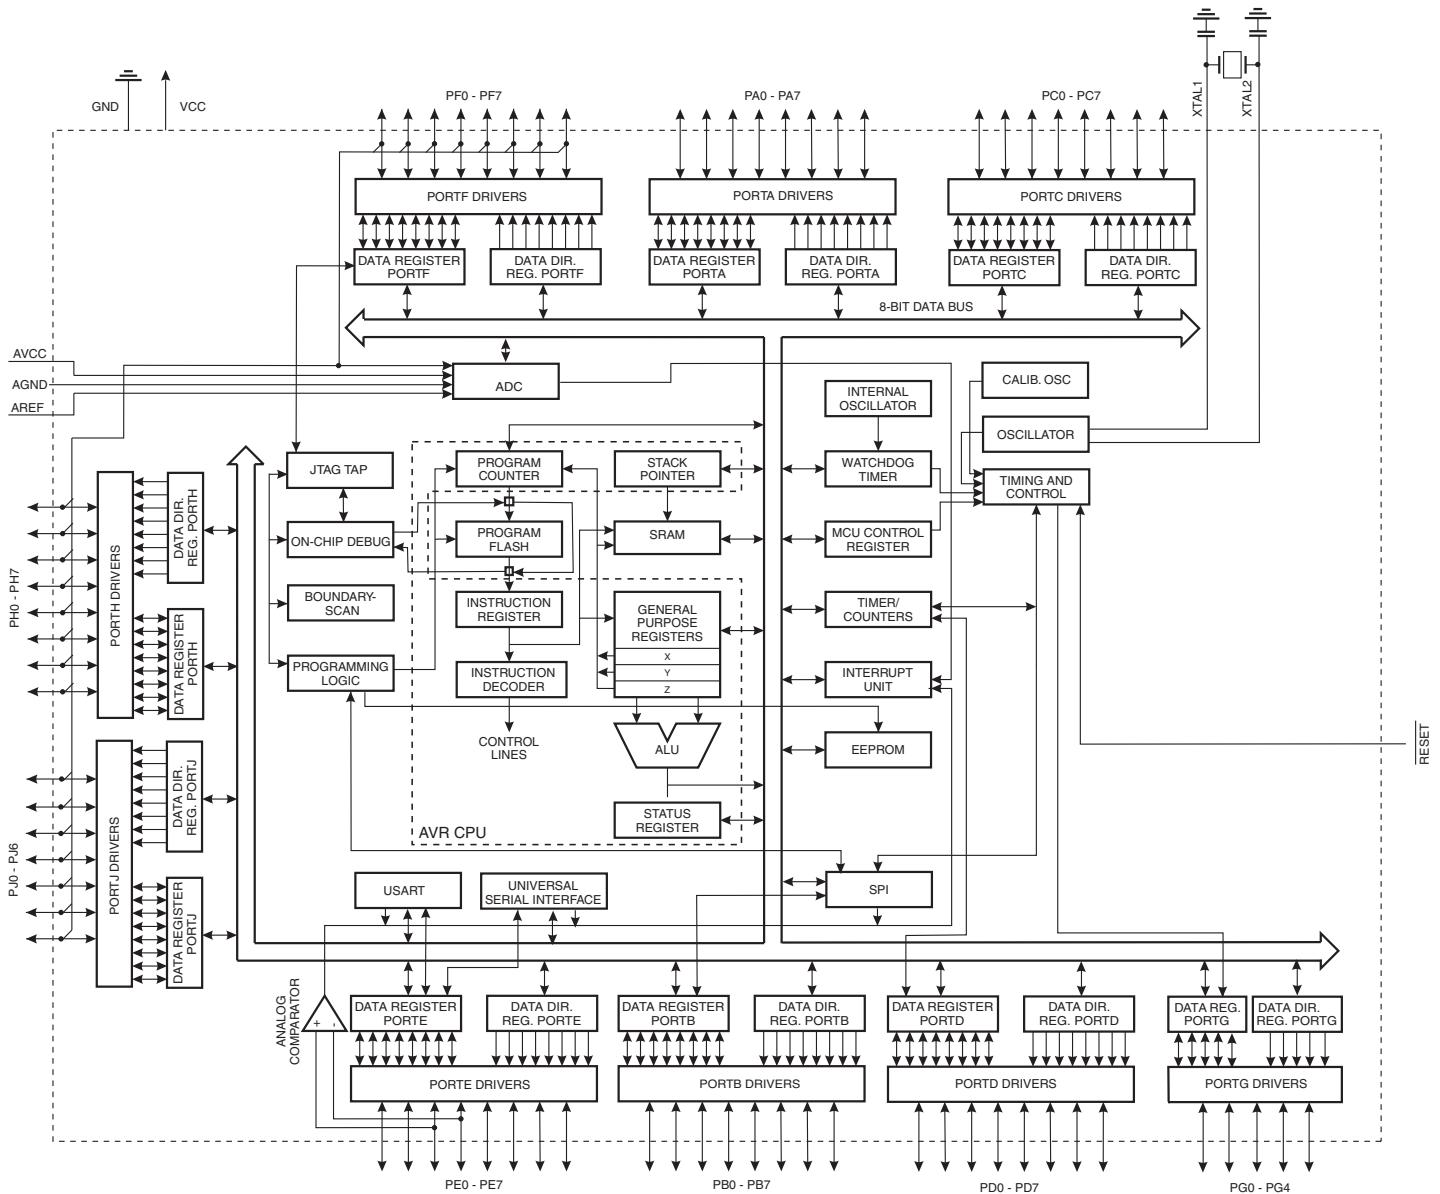 GND
VCC
PF0 - PF7
PA0 - PA7
PC0 - PC7
XTAL1
XTAL2
PORTF DRIVERS
PORTA DRIVERS
PORTC DRIVERS
DATA REGISTER
PORTF
DATA DIR.
REG. PORTF
DATA REGISTER
PORTA
DATA DIR.
REG. PORTA
DATA REGISTER
PORTC
DATA DIR.
REG. PORTC
8-BIT DATA BUS
AVCC
AGND
AREF
ADC
INTERNAL
OSCILLATOR
CALIB. OSC
OSCILLATOR
JTAG TAP
PROGRAM
COUNTER
STACK
POINTER
WATCHDOG
TIMER
TIMING AND
CONTROL
ON-CHIP DEBUG
PROGRAM
FLASH
SRAM
MCU CONTROL
REGISTER
BOUNDARY-
SCAN
INSTRUCTION
REGISTER
GENERAL
PURPOSE
REGISTERS
X
Y
Z
TIMER/
COUNTERS
PROGRAMMING
LOGIC
INSTRUCTION
DECODER
INTERRUPT
UNIT
CONTROL
LINES
ALU
EEPROM
RESET
STATUS
REGISTER
AVR CPU
PH0 - PH7
PORTH DRIVERS
DATA DIR.
REG. PORTH
DATA REGISTER
PORTH
PJ0 - PJ6
PORTJ DRIVERS
DATA DIR.
REG. PORTJ
DATA REGISTER
PORTJ
USART
UNIVERSAL
SERIAL INTERFACE
SPI
ANALOG
COMPARATOR
+
-
DATA REGISTER
PORTE
DATA DIR.
REG. PORTE
DATA REGISTER
PORTB
DATA DIR.
REG. PORTB
DATA REGISTER
PORTD
DATA DIR.
REG. PORTD
DATA REG.
PORTG
DATA DIR.
REG. PORTG
PORTE DRIVERS
PORTB DRIVERS
PORTD DRIVERS
PORTG DRIVERS
PE0 - PE7
PB0 - PB7
PD0 - PD7
PG0 - PG4